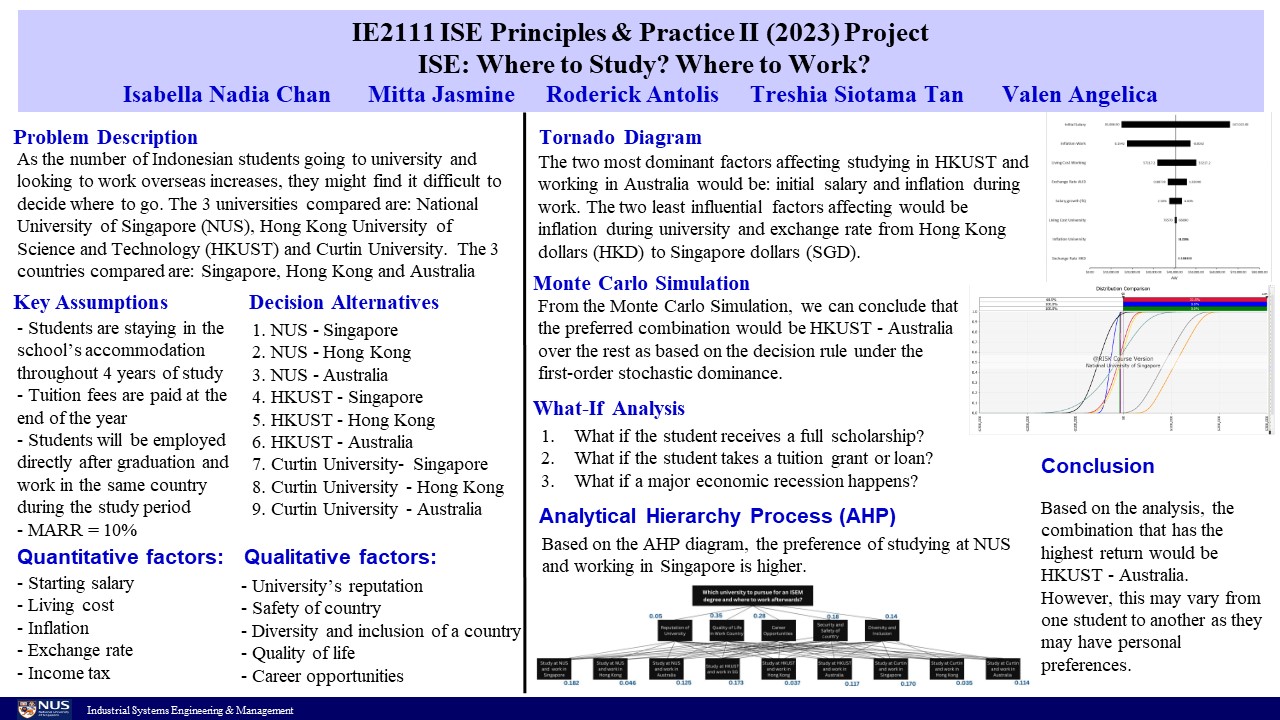 IE2111 ISE Principles & Practice II (2023) Project
ISE: Where to Study? Where to Work?
Isabella Nadia Chan Mitta Jasmine Roderick Antolis Treshia Siotama Tan Valen Angelica
Problem Description
As the number of Indonesian students going to university and
looking to work overseas increases, they might find it difficult to
decide where to go. The 3 universities compared are: National
University of Singapore (NUS), Hong Kong University of
Science and Technology (HKUST) and Curtin University. The 3
countries compared are: Singapore, Hong Kong and Australia
Key Assumptions
- Students are staying in the
school's accommodation
throughout 4 years of study
- Tuition fees are paid at the
end of the year
- Students will be employed
directly after graduation and
work in the same country
during the study period
- MARR = 10%
Decision Alternatives
1. NUS - Singapore
2. NUS - Hong Kong
3. NUS - Australia
4. HKUST - Singapore
5. HKUST - Hong Kong
6. HKUST - Australia
7. Curtin University- Singapore
8. Curtin University - Hong Kong
9. Curtin University - Australia
Quantitative factors:
- Starting salary
- Living cost
- Inflation
- Exchange rate
- Income tax
Qualitative factors:
- University's reputation
- Safety of country
- Diversity and inclusion of a country
- Quality of life
- Career opportunities
Tornado Diagram
The two most dominant factors affecting studying in HKUST and
working in Australia would be: initial salary and inflation during
work. The two least influential factors affecting would be
inflation during university and exchange rate from Hong Kong
dollars (HKD) to Singapore dollars (SGD).
Initial Salary
Inflation Work
Living Cost Working
Exchange Rate AUD
Salary growth (%)
Living Cost University
Inflation University
Exchange Rate HKD
Monte Carlo Simulation
From the Monte Carlo Simulation, we can conclude that
the preferred combination would be HKUST - Australia
over the rest as based on the decision rule under the
first-order stochastic dominance.
Distribution Comparison
@RISK Course Version
National University of Singapore
What-If Analysis
1. What if the student receives a full scholarship?
2. What if the student takes a tuition grant or loan?
3. What if a major economic recession happens?
Analytical Hierarchy Process (AHP)
Based on the AHP diagram, the preference of studying at NUS
and working in Singapore is higher.
Which university to pursue for an ISEM
degree and where to work afterwards?
0.05 0.35 0.28 0.18 0.14
Reputation of
University
Quality of Life
in Work Country
Career
Opportunities
Security and
Safety of
Country
Diversity and
Inclusion
Study at NUS
and work in
Singapore
Study at NUS
and work in
Hong Kong
Study at NUS
and work in
Australia
Study at HKUST
and work in SG
Study at HKUST
and work in
Hong Kong
Study at HKUST
and work in
Australia
Study at Curtin
and work in
Singapore
Study at Curtin
and work in
Hong Kong
Study at Curtin
and work in
Australia
0.182 0.046 0.125 0.173 0.037 0.117 0.170 0.035 0.114
Conclusion
Based on the analysis, the
combination that has the
highest return would be
HKUST - Australia.
However, this may vary from
one student to another as they
may have personal
preferences.
NUS
National University
of Singapore
Industrial Systems Engineering & Management